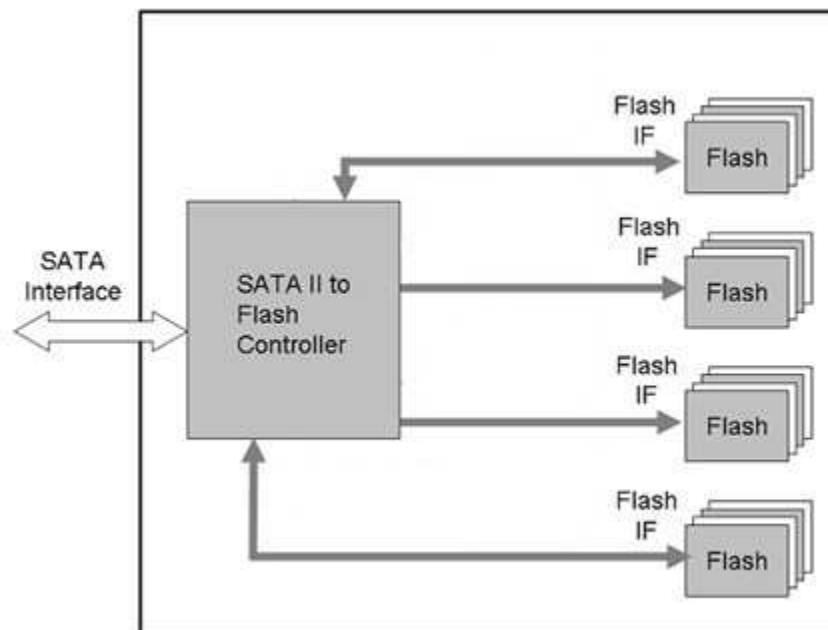 SATA
Interface
SATA II to
Flash
Controller
Flash
IF
Flash
Flash
IF
Flash
Flash
IF
Flash
Flash
IF
Flash